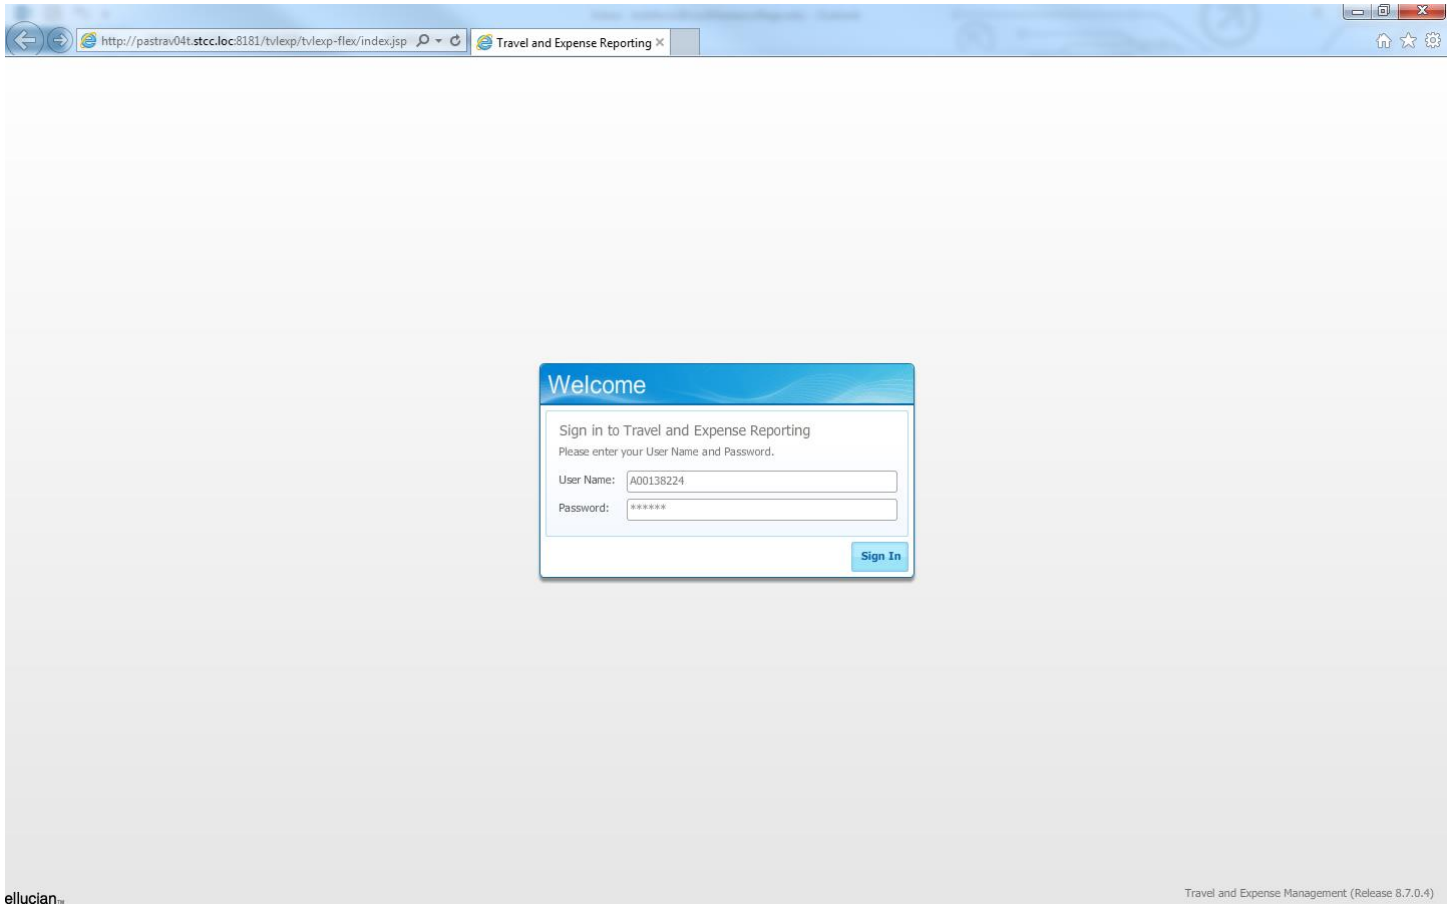 http://pastrav04t.stcc.loc:8181/tvlexp/tvlexp-flex/index.jsp
Travel and Expense Reporting
Welcome
Sign in to Travel and Expense Reporting
Please enter your User Name and Password.
User Name: A00138224
Password: ******
Sign In
Travel and Expense Management (Release 8.7.0.4)
ellucian™